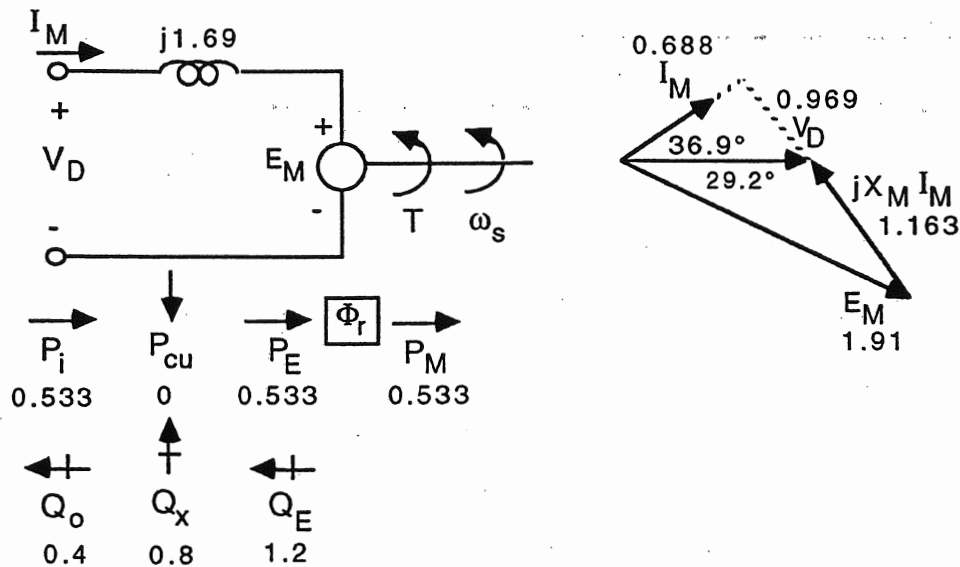 I_M
j1.69
+
V_D
-
+
E_M
-
T
ω_s
0.688
I_M
0.969
V_D
36.9°
29.2°
jX_M I_M
1.163
E_M
1.91
Φ_r
P_i
P_cu
P_E
P_M
0.533
0
0.533
0.533
Q_o
Q_x
Q_E
0.4
0.8
1.2